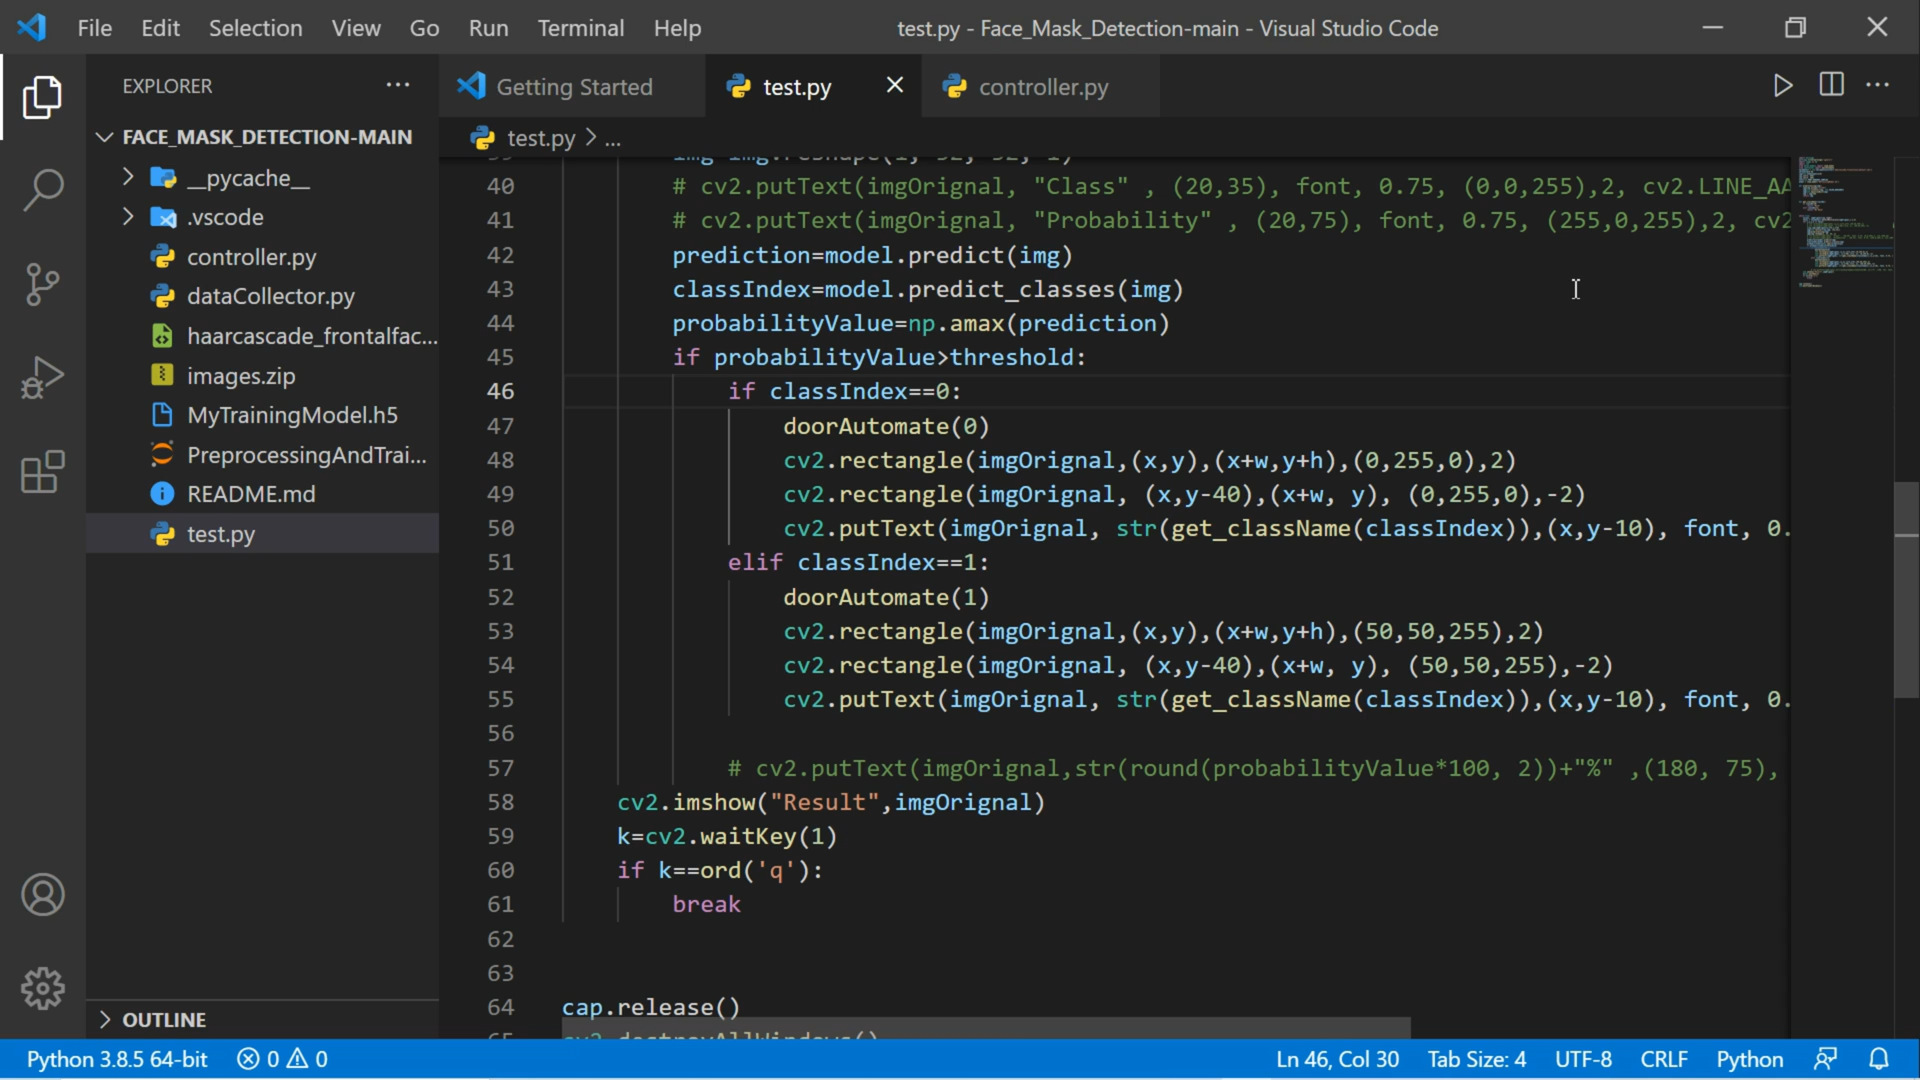 File Edit Selection View Go Run Terminal Help
test.py - Face_Mask_Detection-main - Visual Studio Code
EXPLORER
FACE_MASK_DETECTION-MAIN
__pycache__
.vscode
controller.py
dataCollector.py
haarcascade_frontalfac...
images.zip
MyTrainingModel.h5
PreprocessingAndTrai...
README.md
test.py
OUTLINE
Getting Started test.py controller.py
test.py > ...
40 # cv2.putText(imgOrignal, "Class" , (20,35), font, 0.75, (0,0,255),2, cv2.LINE_AA
41 # cv2.putText(imgOrignal, "Probability" , (20,75), font, 0.75, (255,0,255),2, cv2
42 prediction=model.predict(img)
43 classIndex=model.predict_classes(img)
44 probabilityValue=np.amax(prediction)
45 if probabilityValue>threshold:
46 if classIndex==0:
47 doorAutomate(0)
48 cv2.rectangle(imgOrignal,(x,y),(x+w,y+h),(0,255,0),2)
49 cv2.rectangle(imgOrignal, (x,y-40),(x+w, y), (0,255,0),-2)
50 cv2.putText(imgOrignal, str(get_className(classIndex)),(x,y-10), font, 0.
51 elif classIndex==1:
52 doorAutomate(1)
53 cv2.rectangle(imgOrignal,(x,y),(x+w,y+h),(50,50,255),2)
54 cv2.rectangle(imgOrignal, (x,y-40),(x+w, y), (50,50,255),-2)
55 cv2.putText(imgOrignal, str(get_className(classIndex)),(x,y-10), font, 0.
56
57 # cv2.putText(imgOrignal,str(round(probabilityValue*100, 2))+"%" ,(180, 75),
58 cv2.imshow("Result",imgOrignal)
59 k=cv2.waitKey(1)
60 if k==ord('q'):
61 break
62
63
64 cap.release()
Python 3.8.5 64-bit 0 0 Ln 46, Col 30 Tab Size: 4 UTF-8 CRLF Python